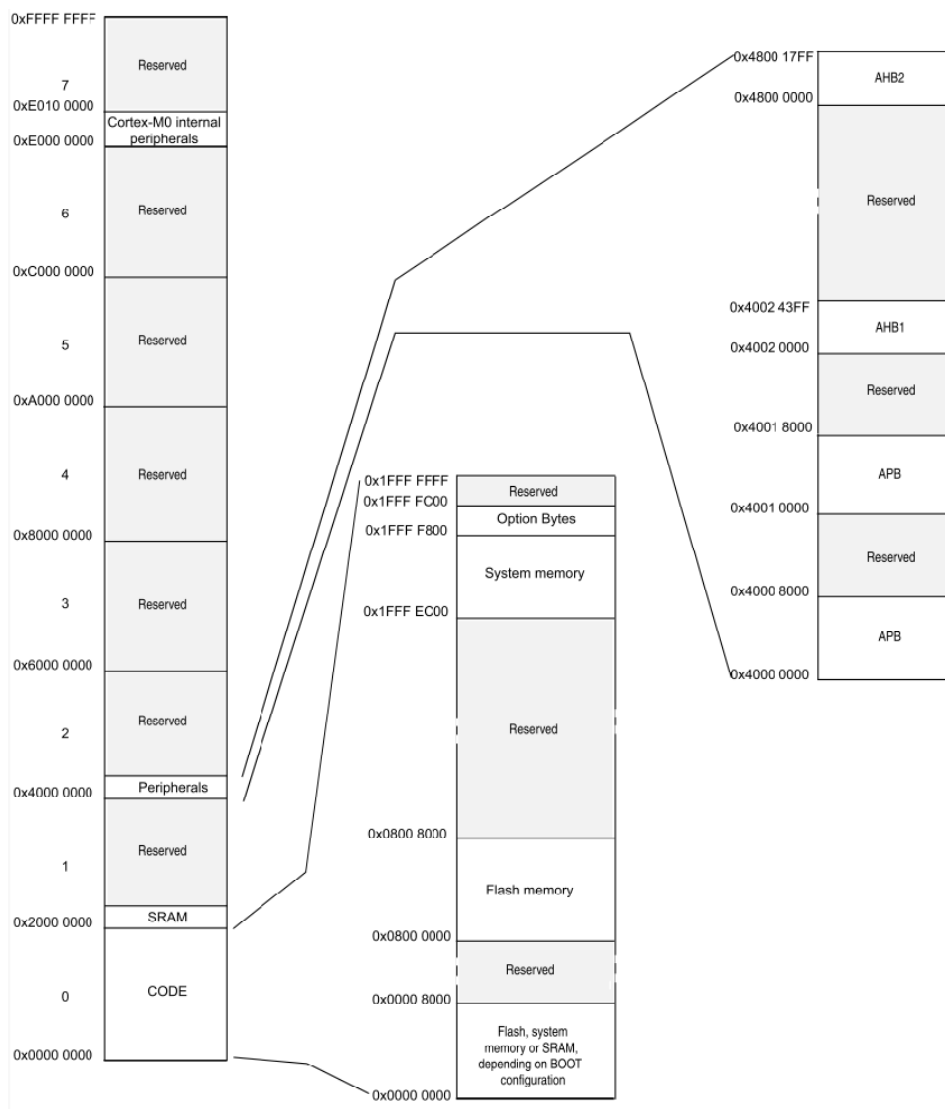 0xFFFF FFFF
Reserved
7
0xE010 0000
Cortex-M0 internal
peripherals
0xE000 0000
Reserved
6
0xC000 0000
Reserved
5
0xA000 0000
Reserved
4
0x8000 0000
Reserved
3
0x6000 0000
Reserved
2
Peripherals
0x4000 0000
Reserved
1
SRAM
0x2000 0000
CODE
0
0x0000 0000
0x1FFF FFFF
Reserved
0x1FFF FC00
Option Bytes
0x1FFF F800
System memory
0x1FFF EC00
Reserved
0x0800 8000
Flash memory
0x0800 0000
Reserved
0x0000 8000
Flash, system
memory or SRAM,
depending on BOOT
configuration
0x0000 0000
0x4800 17FF
AHB2
0x4800 0000
Reserved
0x4002 43FF
AHB1
0x4002 0000
Reserved
0x4001 8000
APB
0x4001 0000
Reserved
0x4000 8000
APB
0x4000 0000